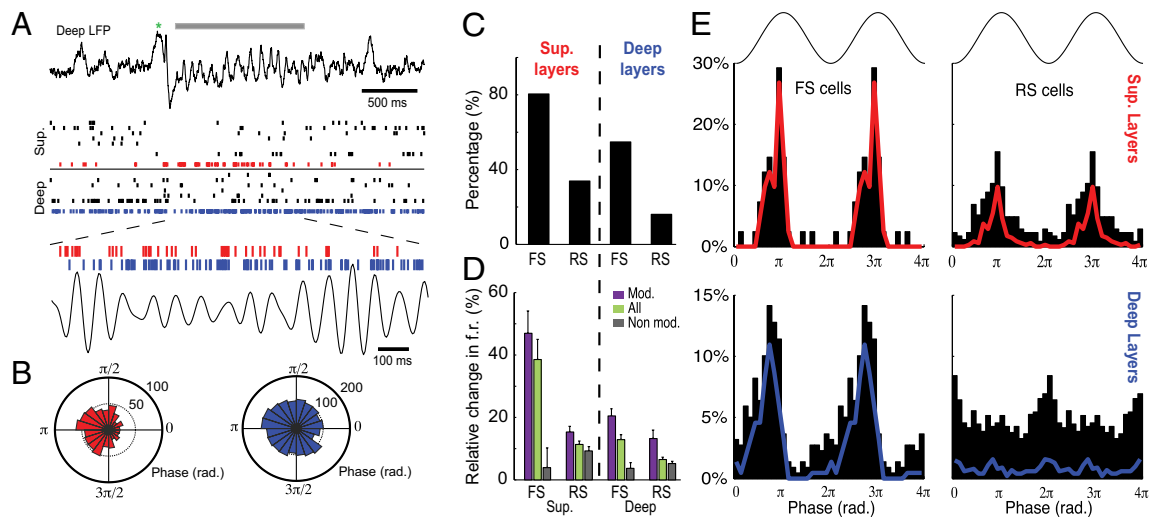 A
Deep LFP
*
500 ms
Sup.
Deep
100 ms
B
π/2
100
50
π
0
Phase (rad.)
3π/2
π/2
200
100
π
0
Phase (rad.)
3π/2
C
Sup.
layers
Deep
layers
Percentage (%)
80
40
0
FS
RS
FS
RS
D
Relative change in f.r. (%)
60
40
20
0
Mod.
All
Non mod.
FS
RS
FS
RS
Sup.
Deep
E
30%
20%
10%
0%
FS cells
0
π
2π
3π
4π
RS cells
Sup. Layers
0
π
2π
3π
4π
15%
10%
5%
0%
0
π
2π
3π
4π
Phase (rad.)
Deep Layers
0
π
2π
3π
4π
Phase (rad.)